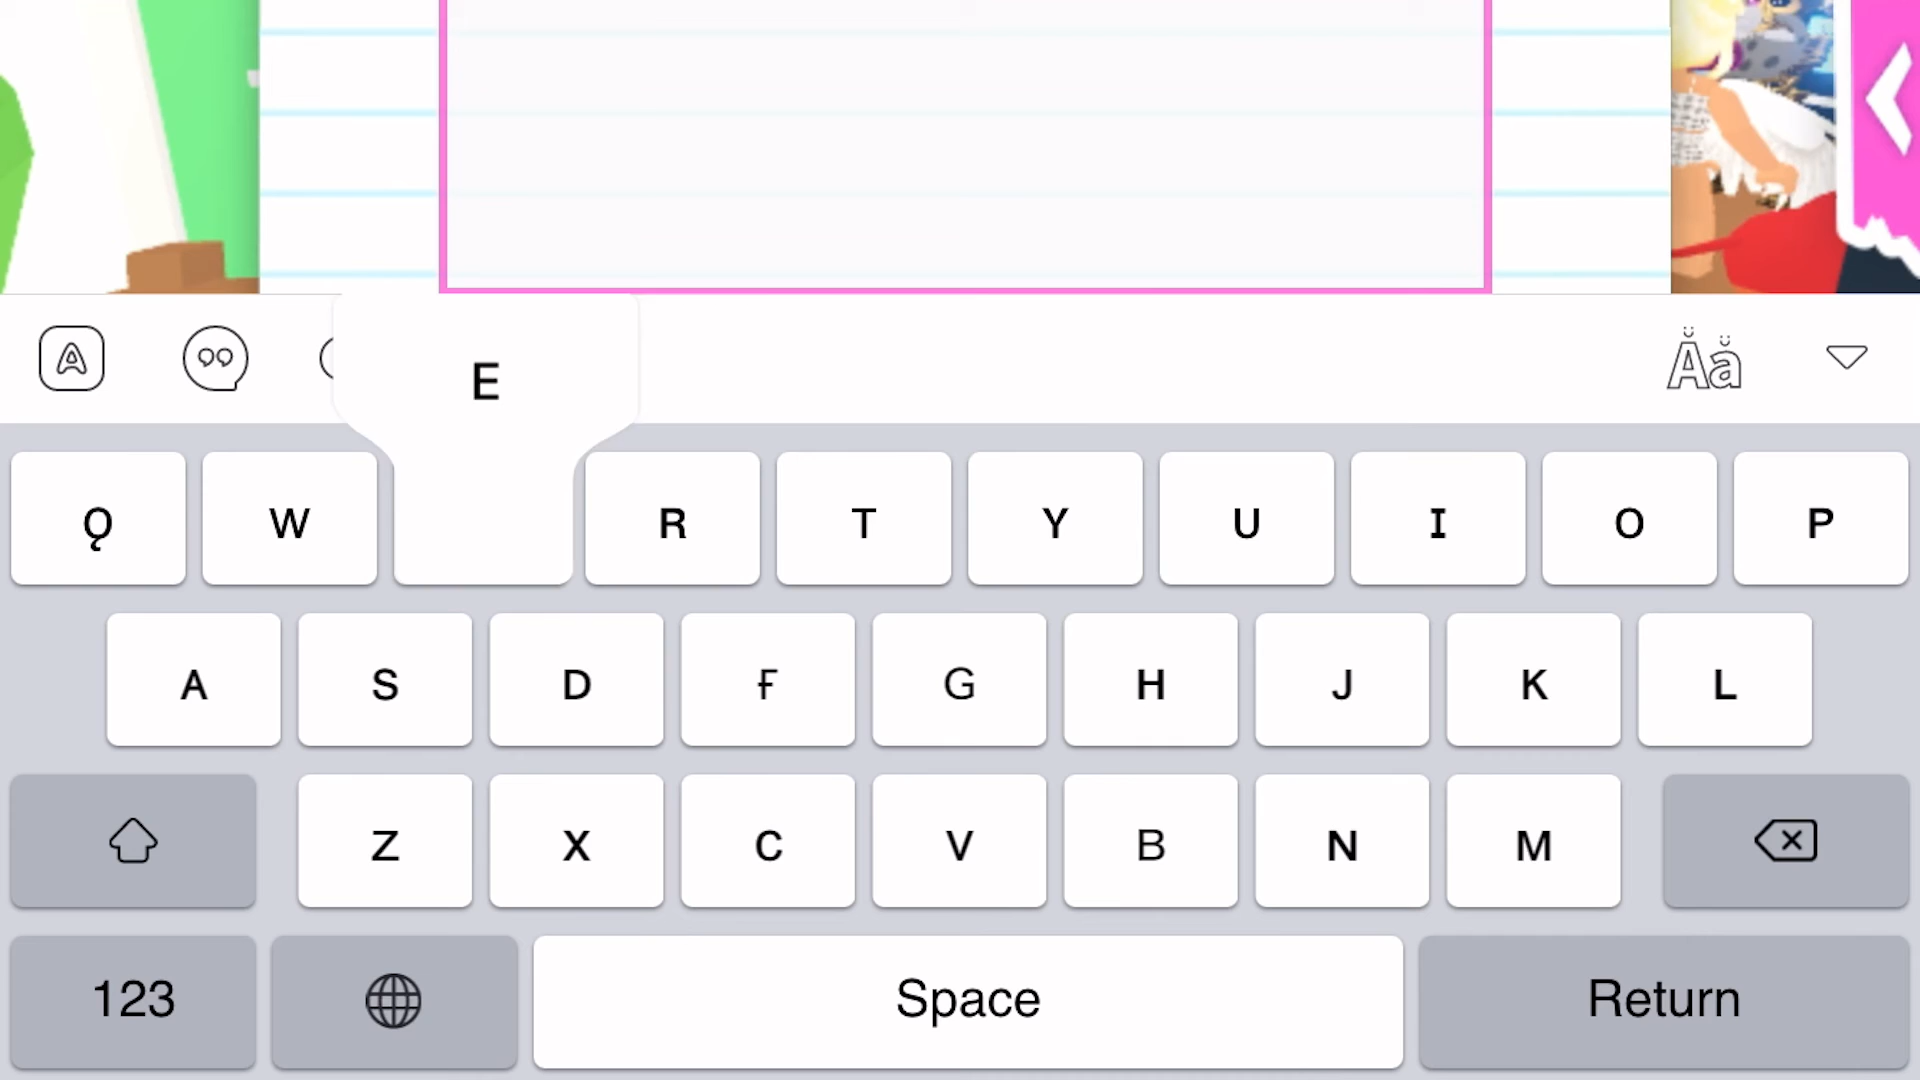 E
Q W R T Y U I O P
A S D F G H J K L
Z X C V B N M
123 Space Return